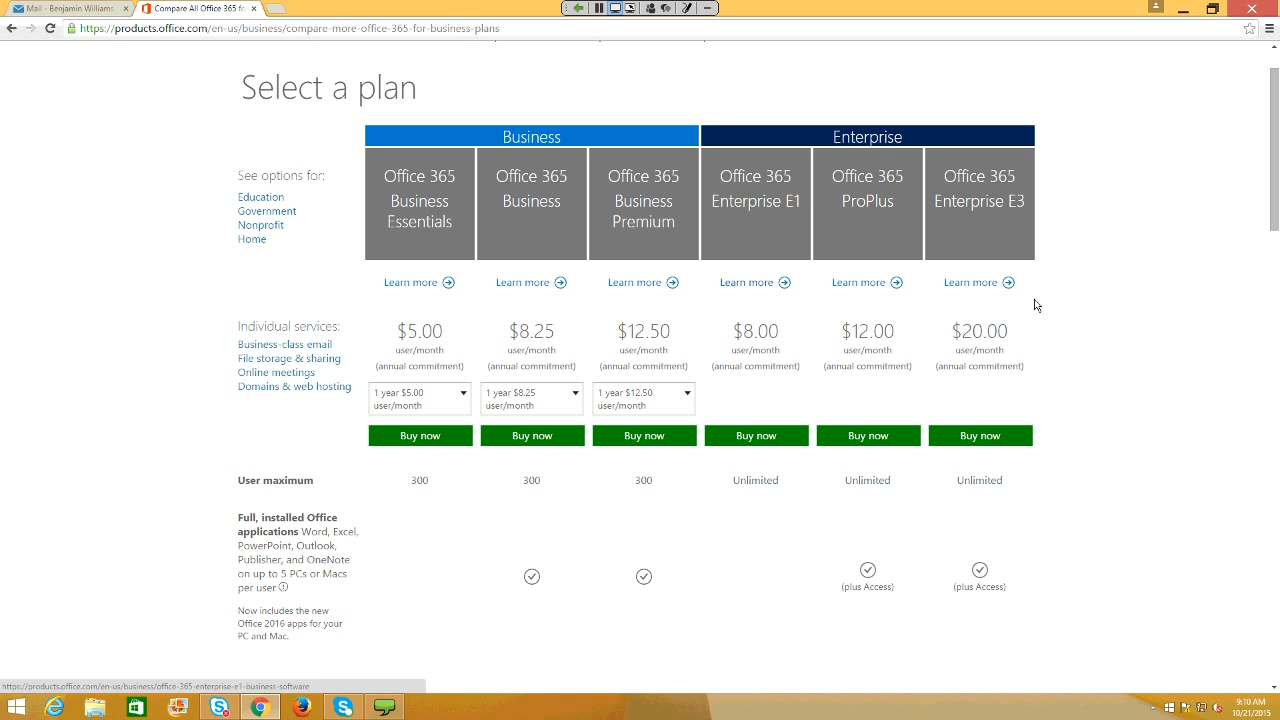 Mail - Benjamin Williams
Compare All Office 365 fo
https://products.office.com/en-us/business/compare-more-office-365-for-business-plans
Select a plan
Business
Enterprise
See options for:
Education
Government
Nonprofit
Home
Office 365
Business
Essentials
Office 365
Business
Office 365
Business
Premium
Office 365
Enterprise E1
Office 365
ProPlus
Office 365
Enterprise E3
Learn more
Learn more
Learn more
Learn more
Learn more
Learn more
Individual services:
Business-class email
File storage & sharing
Online meetings
Domains & web hosting
$5.00
user/month
(annual commitment)
$8.25
user/month
(annual commitment)
$12.50
user/month
(annual commitment)
$8.00
user/month
(annual commitment)
$12.00
user/month
(annual commitment)
$20.00
user/month
(annual commitment)
1 year $5.00
user/month
1 year $8.25
user/month
1 year $12.50
user/month
Buy now
Buy now
Buy now
Buy now
Buy now
Buy now
User maximum
300
300
300
Unlimited
Unlimited
Unlimited
Full, installed Office
applications Word, Excel,
PowerPoint, Outlook,
Publisher, and OneNote
on up to 5 PCs or Macs
per user
(plus Access)
(plus Access)
Now includes the new
Office 2016 apps for your
PC and Mac.
https://products.office.com/en-us/business/office-365-enterprise-e1-business-software
9:10 AM
10/21/2015